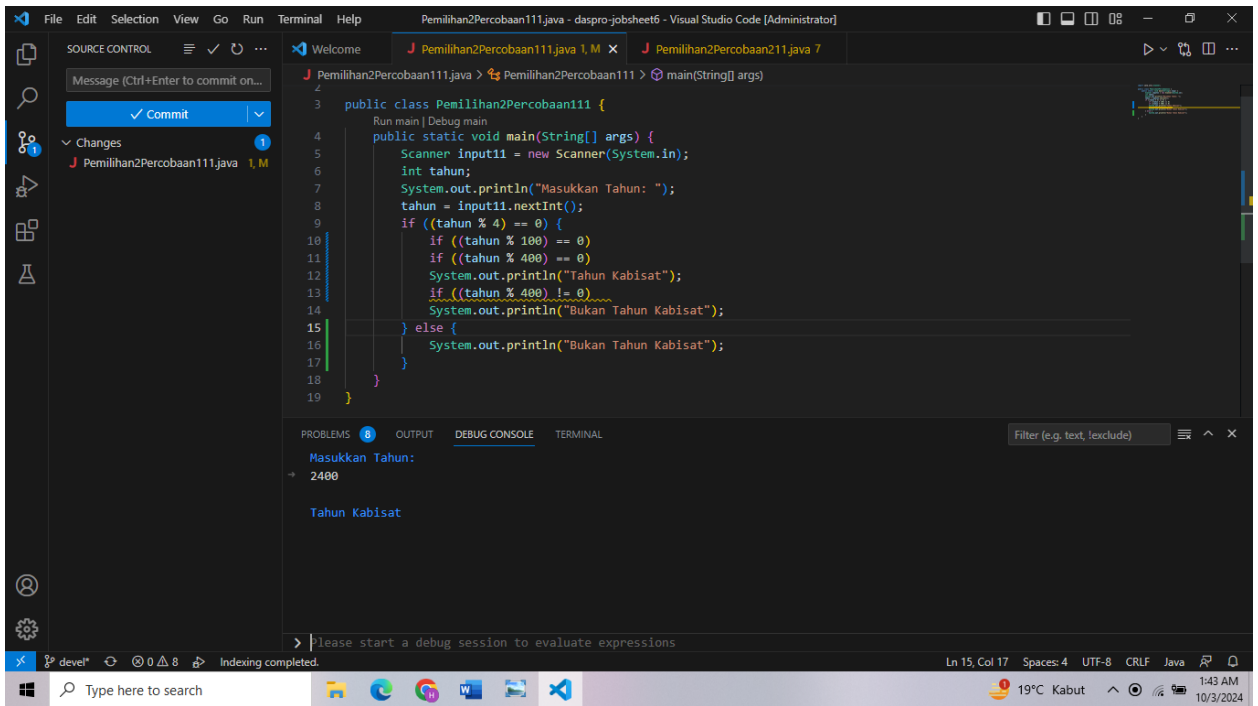 File Edit Selection View Go Run Terminal Help Pemilihan2Percobaan111.java - daspro-jobsheet6 - Visual Studio Code [Administrator]
SOURCE CONTROL
Message (Ctrl+Enter to commit on...
Commit
Changes 1
J Pemilihan2Percobaan111.java 1, M
1
Welcome J Pemilihan2Percobaan111.java 1, M J Pemilihan2Percobaan211.java 7
J Pemilihan2Percobaan111.java > Pemilihan2Percobaan111 > main(String[] args)
2
3 public class Pemilihan2Percobaan111 {
Run main | Debug main
4 public static void main(String[] args) {
5 Scanner input11 = new Scanner(System.in);
6 int tahun;
7 System.out.println("Masukkan Tahun: ");
8 tahun = input11.nextInt();
9 if ((tahun % 4) == 0) {
10 if ((tahun % 100) == 0)
11 if ((tahun % 400) == 0)
12 System.out.println("Tahun Kabisat");
13 if ((tahun % 400) != 0)
14 System.out.println("Bukan Tahun Kabisat");
15 } else {
16 System.out.println("Bukan Tahun Kabisat");
17 }
18 }
19 }
PROBLEMS 8 OUTPUT DEBUG CONSOLE TERMINAL Filter (e.g. text, !exclude)
Masukkan Tahun:
2400
Tahun Kabisat
Please start a debug session to evaluate expressions
devel* 0 8 Indexing completed. Ln 15, Col 17 Spaces: 4 UTF-8 CRLF Java
Type here to search 19°C Kabut 1:43 AM
10/3/2024